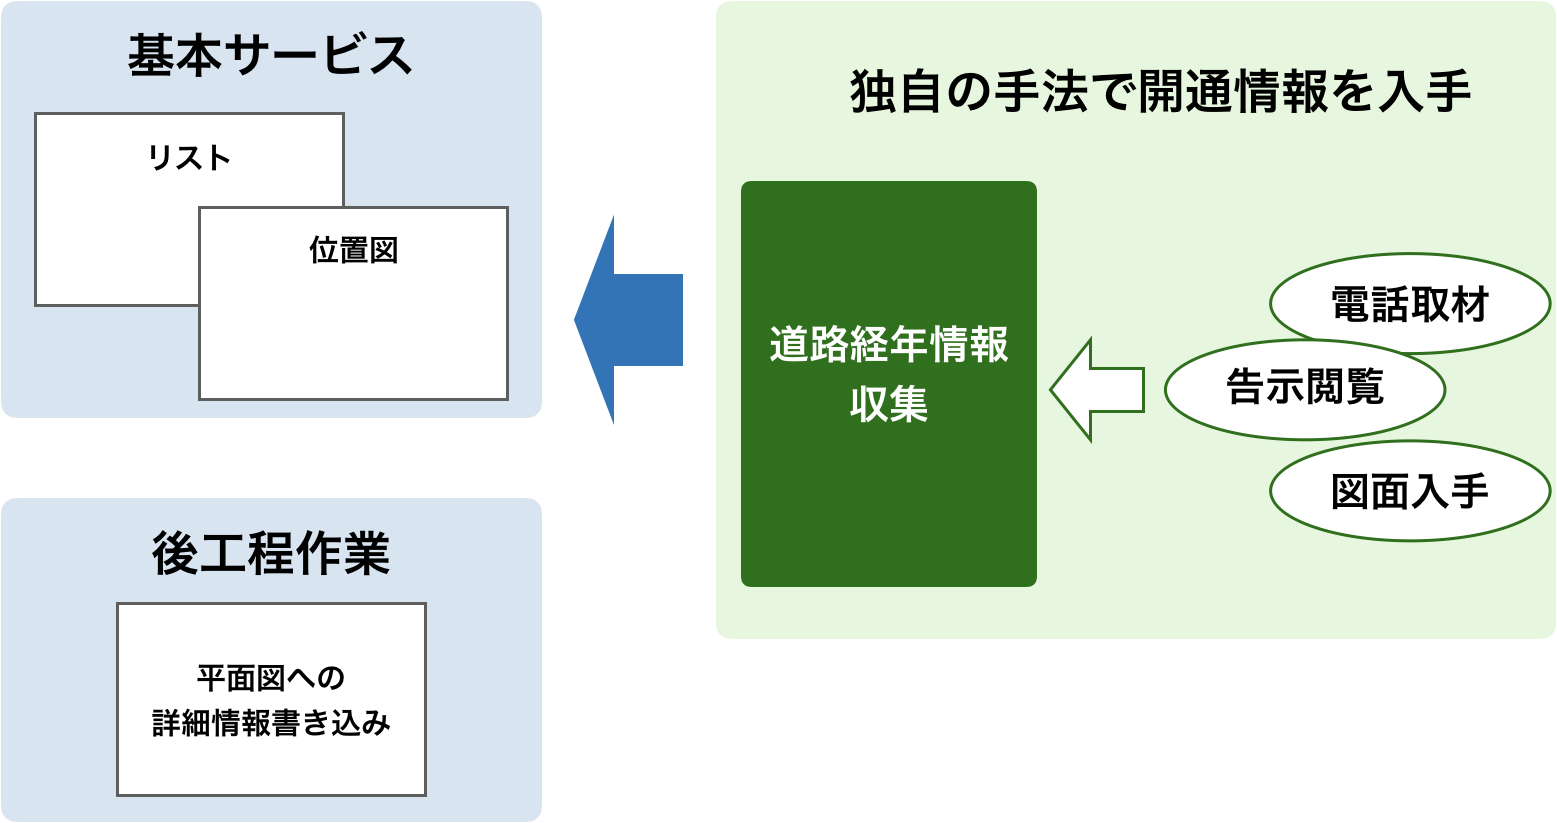 基本サービス
リスト
位置図
独自の手法で開通情報を入手
道路経年情報
収集
電話取材
告示閲覧
図面入手
後工程作業
平面図への
詳細情報書き込み